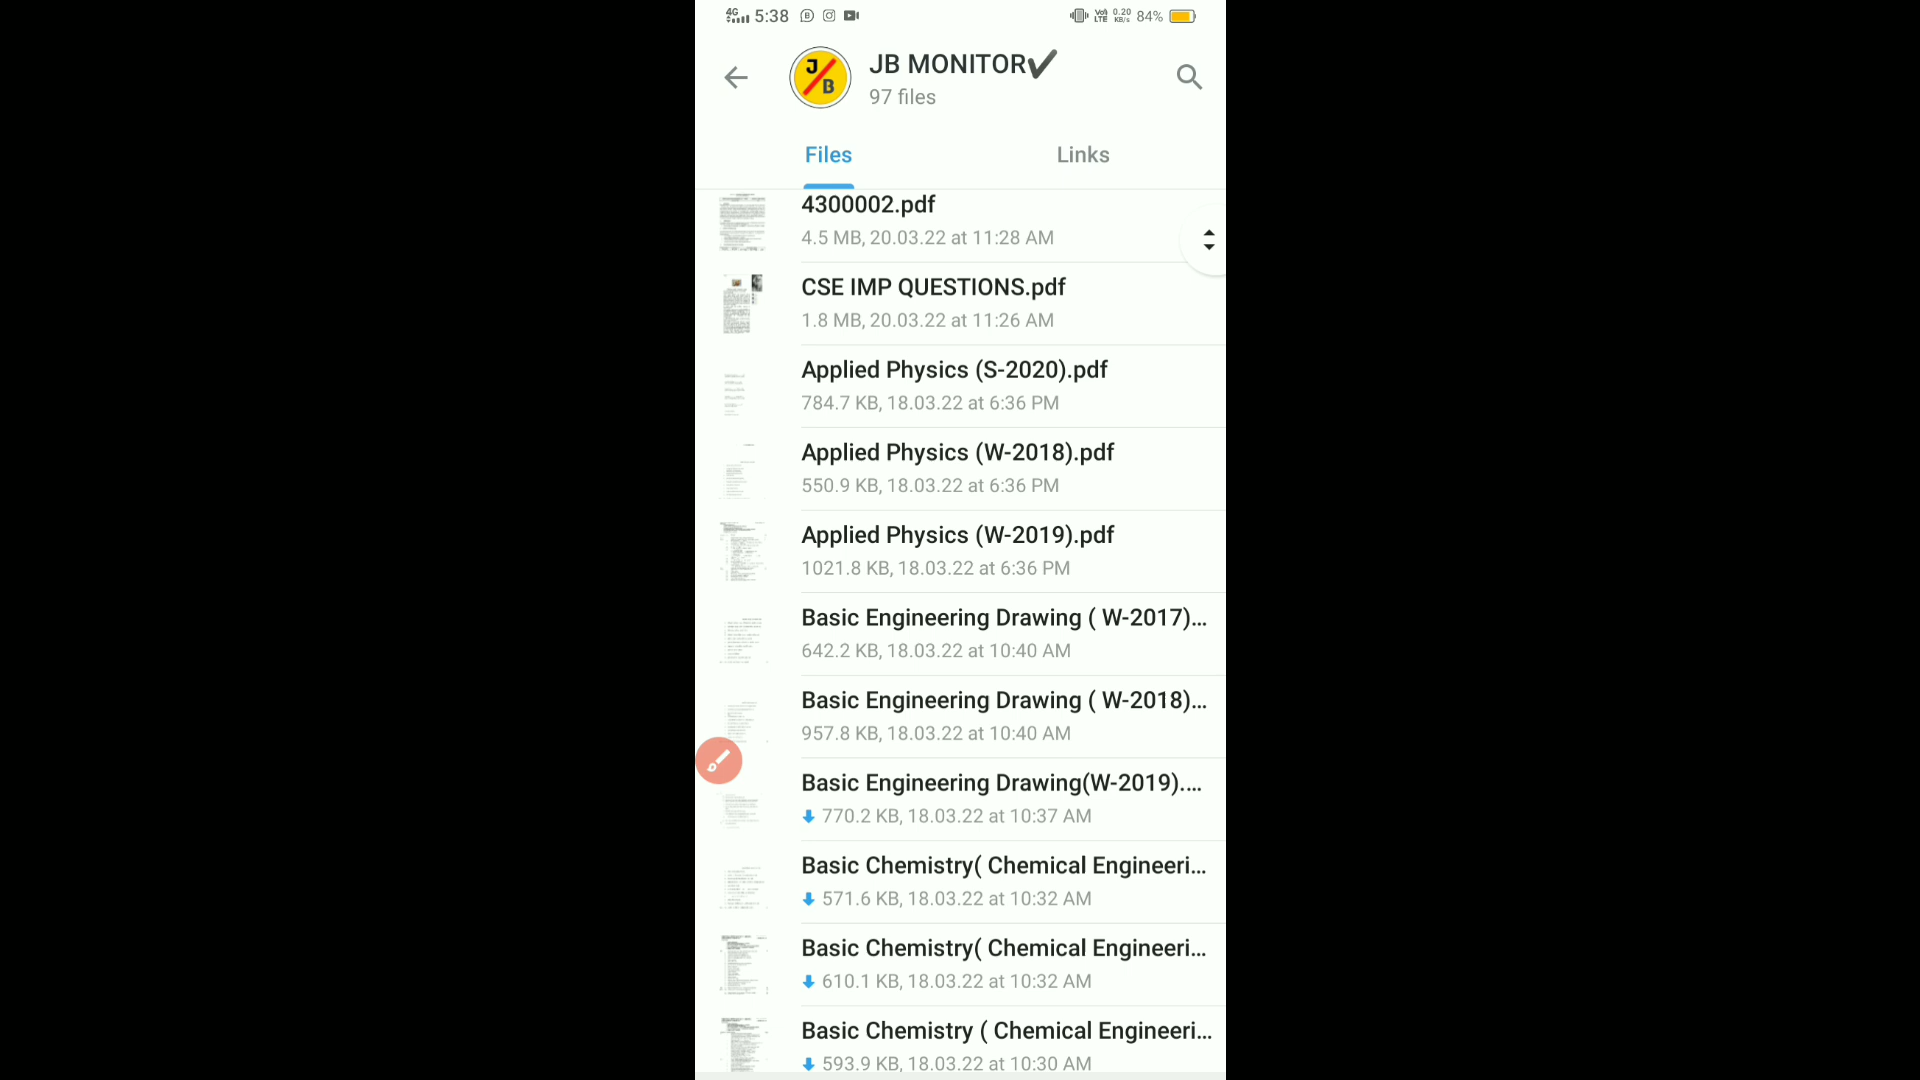 4G 5:38 VoI LTE 0.20 KB/s 84%
J B
JB MONITOR✔
97 files
Files Links
4300002.pdf
4.5 MB, 20.03.22 at 11:28 AM
CSE IMP QUESTIONS.pdf
1.8 MB, 20.03.22 at 11:26 AM
Applied Physics (S-2020).pdf
784.7 KB, 18.03.22 at 6:36 PM
Applied Physics (W-2018).pdf
550.9 KB, 18.03.22 at 6:36 PM
Applied Physics (W-2019).pdf
1021.8 KB, 18.03.22 at 6:36 PM
Basic Engineering Drawing ( W-2017)...
642.2 KB, 18.03.22 at 10:40 AM
Basic Engineering Drawing ( W-2018)...
957.8 KB, 18.03.22 at 10:40 AM
Basic Engineering Drawing(W-2019)....
770.2 KB, 18.03.22 at 10:37 AM
Basic Chemistry( Chemical Engineeri...
571.6 KB, 18.03.22 at 10:32 AM
Basic Chemistry( Chemical Engineeri...
610.1 KB, 18.03.22 at 10:32 AM
Basic Chemistry ( Chemical Engineeri...
593.9 KB, 18.03.22 at 10:30 AM